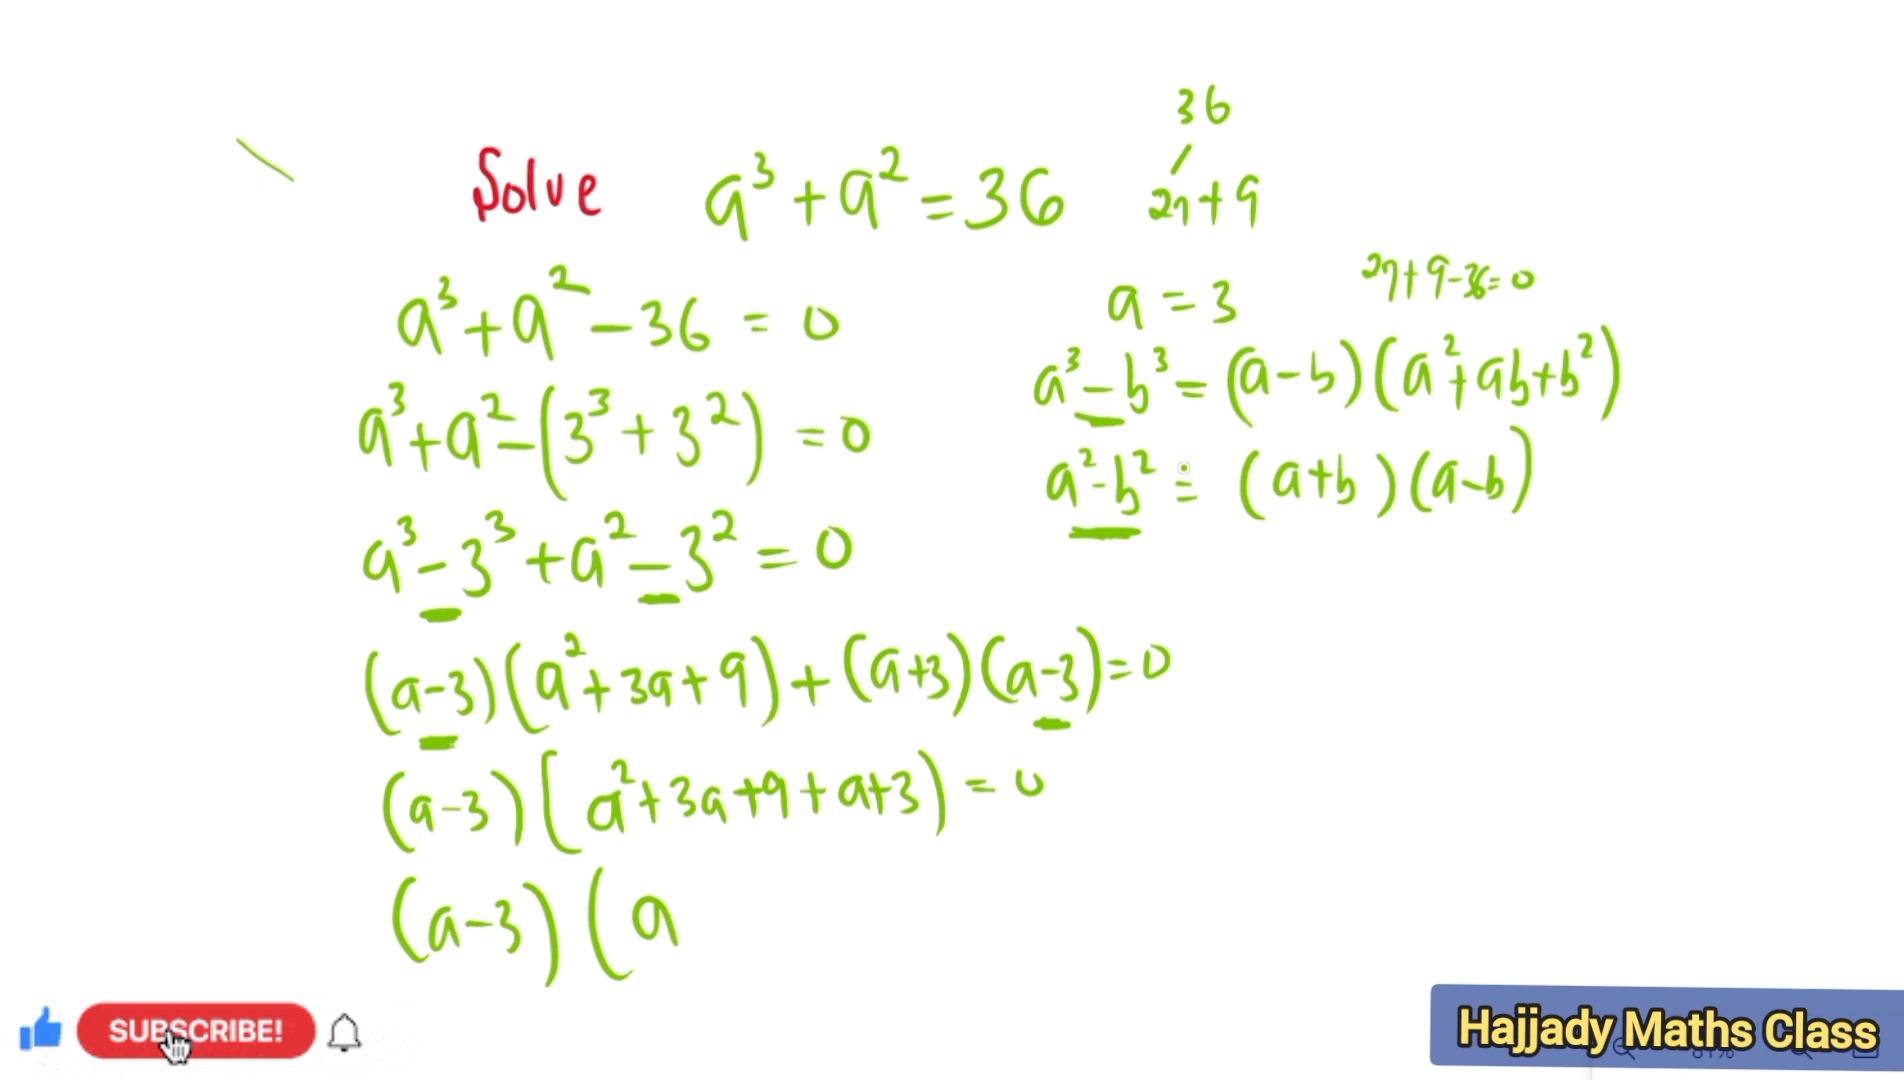 36
Solve a³ + a² = 36
27 + 9
a³ + a² - 36 = 0
a = 3
27 + 9 - 36 = 0
a³ + a² - (3³ + 3²) = 0
a³ - b³ = (a - b)(a² + ab + b²)
a² - b² = (a + b)(a - b)
a³ - 3³ + a² - 3² = 0
(a - 3)(a² + 3a + 9) + (a + 3)(a - 3) = 0
(a - 3)(a² + 3a + 9 + a + 3) = 0
(a - 3)(a
SUBSCRIBE!
Hajjady Maths Class
81%